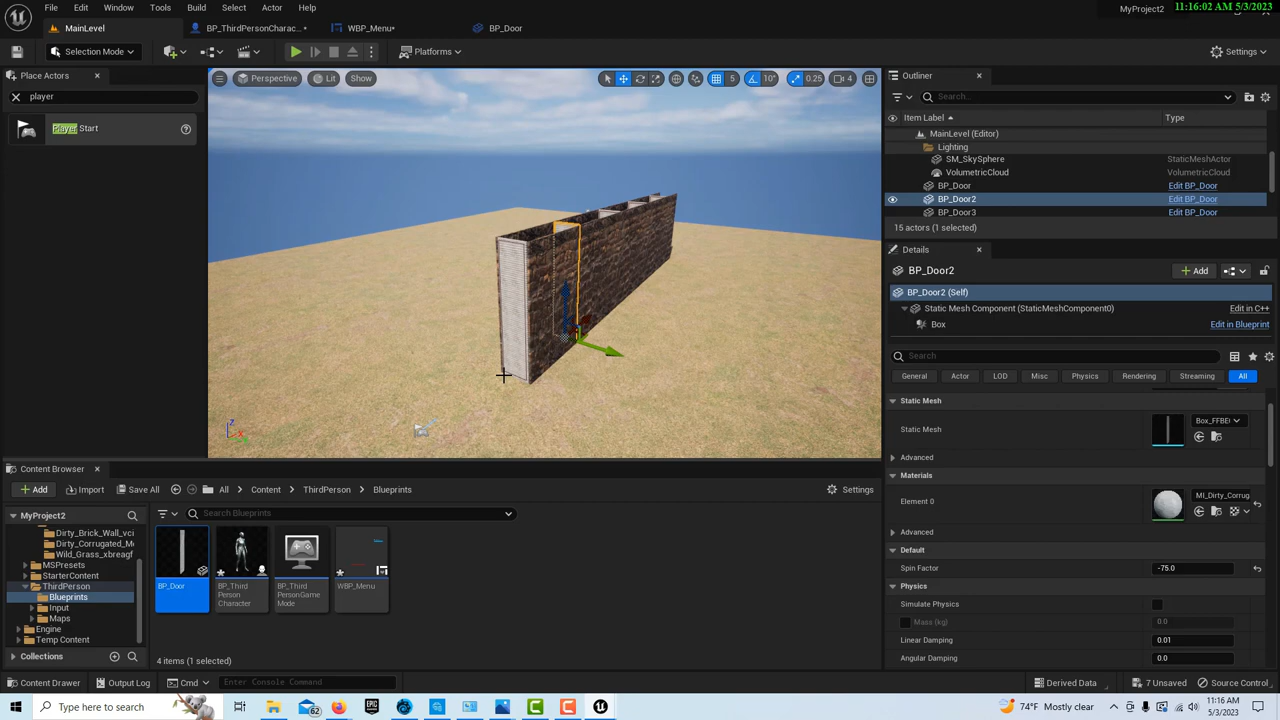 File Edit Window Tools Build Select Actor Help
MyProject2
11:16:02 AM 5/3/2023
MainLevel BP_ThirdPersonCharac... WBP_Menu* BP_Door
Selection Mode Platforms Settings
Place Actors
player
Player Start
Perspective Lit Show
5 10° 0.25 4
Outliner
Search...
Item Label Type
MainLevel (Editor)
Lighting
SM_SkySphere StaticMeshActor
VolumetricCloud VolumetricCloud
BP_Door Edit BP_Door
BP_Door2 Edit BP_Door
BP_Door3 Edit BP_Door
15 actors (1 selected)
Details
BP_Door2
Add
BP_Door2 (Self)
Static Mesh Component (StaticMeshComponent0) Edit in C++
Box Edit in Blueprint
Search
General Actor LOD Misc Physics Rendering Streaming All
Static Mesh
Static Mesh
Advanced
Materials
Element 0 MI_Dirty_Corrug
Advanced
Default
Spin Factor -75.0
Physics
Simulate Physics
Mass (kg) 0.0
Linear Damping 0.01
Angular Damping 0.0
Content Browser
Add Import Save All All Content ThirdPerson Blueprints Settings
MyProject2
Search Blueprints
Dirty_Brick_Wall_vci
Dirty_Corrugated_Me
Wild_Grass_xbreagf
MSPresets
StarterContent
ThirdPerson
Blueprints
Input
Maps
Engine
Temp Content
Collections
BP_Door
BP_Third
Person
Character
BP_Third
PersonGame
Mode
WBP_Menu
4 items (1 selected)
Content Drawer Output Log Cmd Enter Console Command
Derived Data 7 Unsaved Source Control
Type here to search
62
74°F Mostly clear
11:16 AM
5/3/2023
X
Z